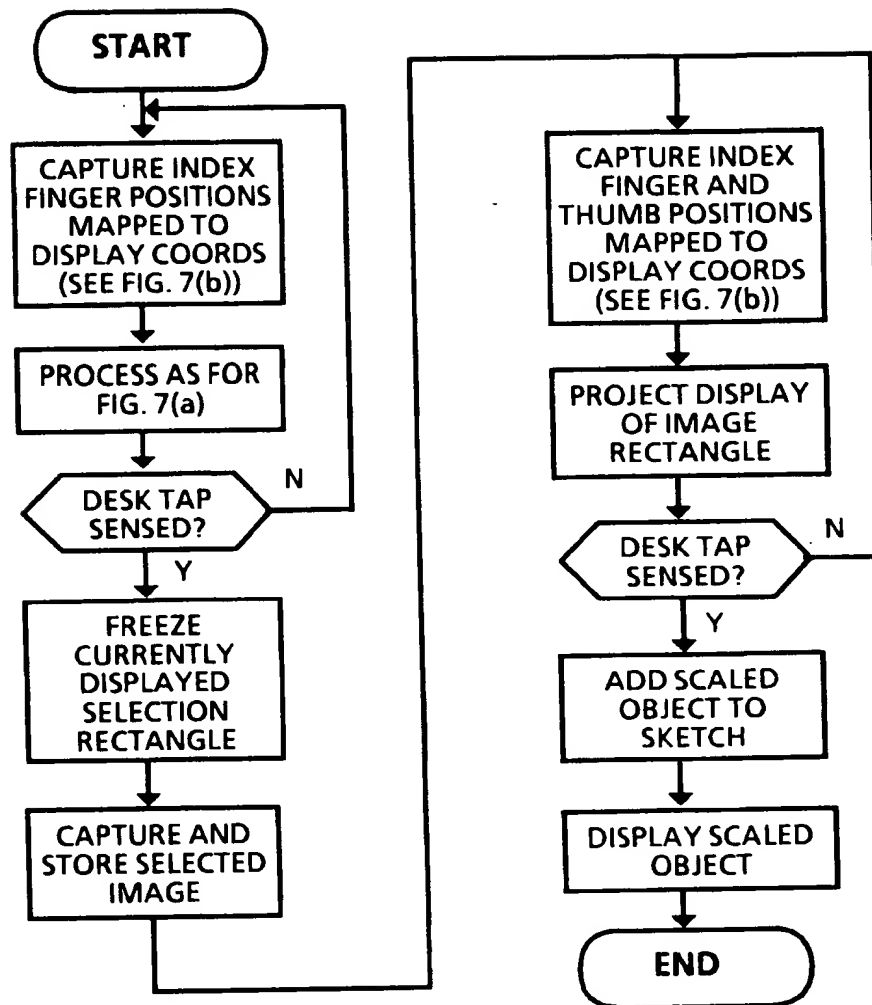 START
CAPTURE INDEX
FINGER POSITIONS
MAPPED TO
DISPLAY COORDS
(SEE FIG. 7(b))
PROCESS AS FOR
FIG. 7(a)
DESK TAP
SENSED?
N
Y
FREEZE
CURRENTLY
DISPLAYED
SELECTION
RECTANGLE
CAPTURE AND
STORE SELECTED
IMAGE
CAPTURE INDEX
FINGER AND
THUMB POSITIONS
MAPPED TO
DISPLAY COORDS
(SEE FIG. 7(b))
PROJECT DISPLAY
OF IMAGE
RECTANGLE
DESK TAP
SENSED?
N
Y
ADD SCALED
OBJECT TO
SKETCH
DISPLAY SCALED
OBJECT
END